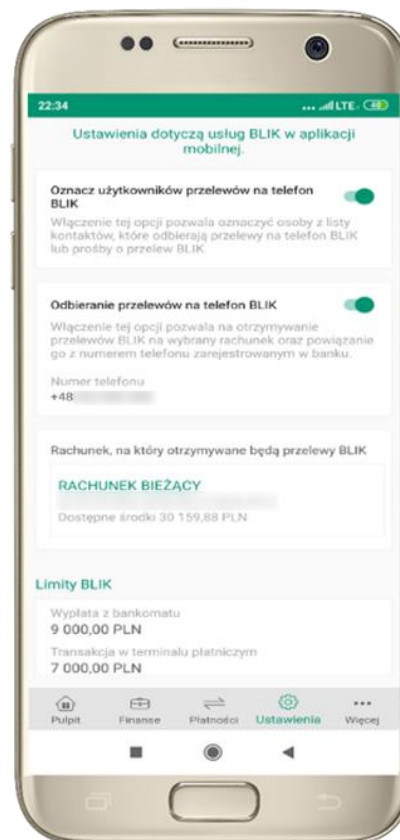 22:34
... LTE 40
Ustawienia dotyczą usług BLIK w aplikacji
mobilnej.
Oznacz użytkowników przelewów na telefon
BLIK
Włączenie tej opcji pozwala oznaczyć osoby z listy
kontaktów, które odbierają przelewy na telefon BLIK
lub prośby o przelew BLIK.
Odbieranie przelewów na telefon BLIK
Włączenie tej opcji pozwala na otrzymywanie
przelewów BLIK na wybrany rachunek oraz powiązanie
go z numerem telefonu zarejestrowanym w banku.
Numer telefonu
+48
Rachunek, na który otrzymywane będą przelewy BLIK
RACHUNEK BIEŻĄCY
Dostępne środki 30 159,88 PLN
Limity BLIK
Wypłata z bankomatu
9 000,00 PLN
Transakcja w terminalu płatniczym
7 000,00 PLN
Pulpit Finanse Płatności Ustawienia Więcej